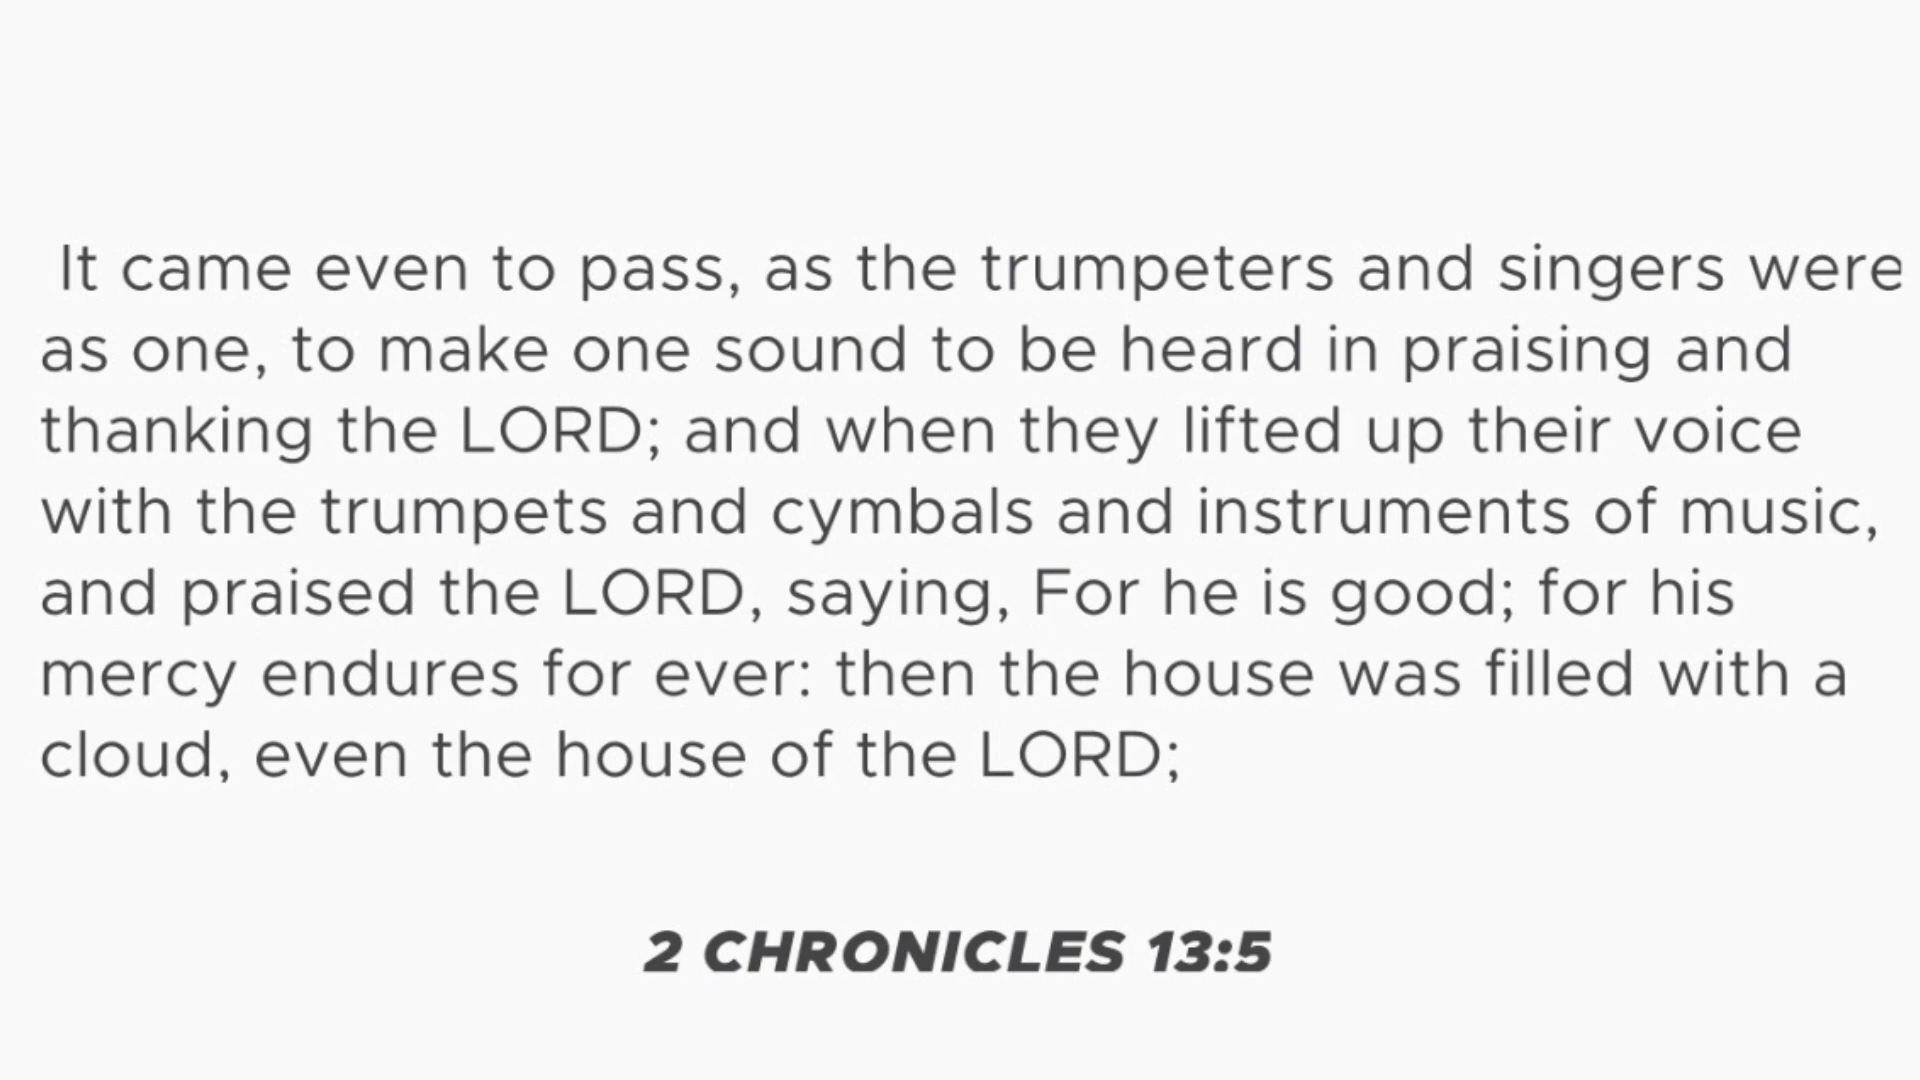 It came even to pass, as the trumpeters and singers were
as one, to make one sound to be heard in praising and
thanking the LORD; and when they lifted up their voice
with the trumpets and cymbals and instruments of music,
and praised the LORD, saying, For he is good; for his
mercy endures for ever: then the house was filled with a
cloud, even the house of the LORD;
2 CHRONICLES 13:5